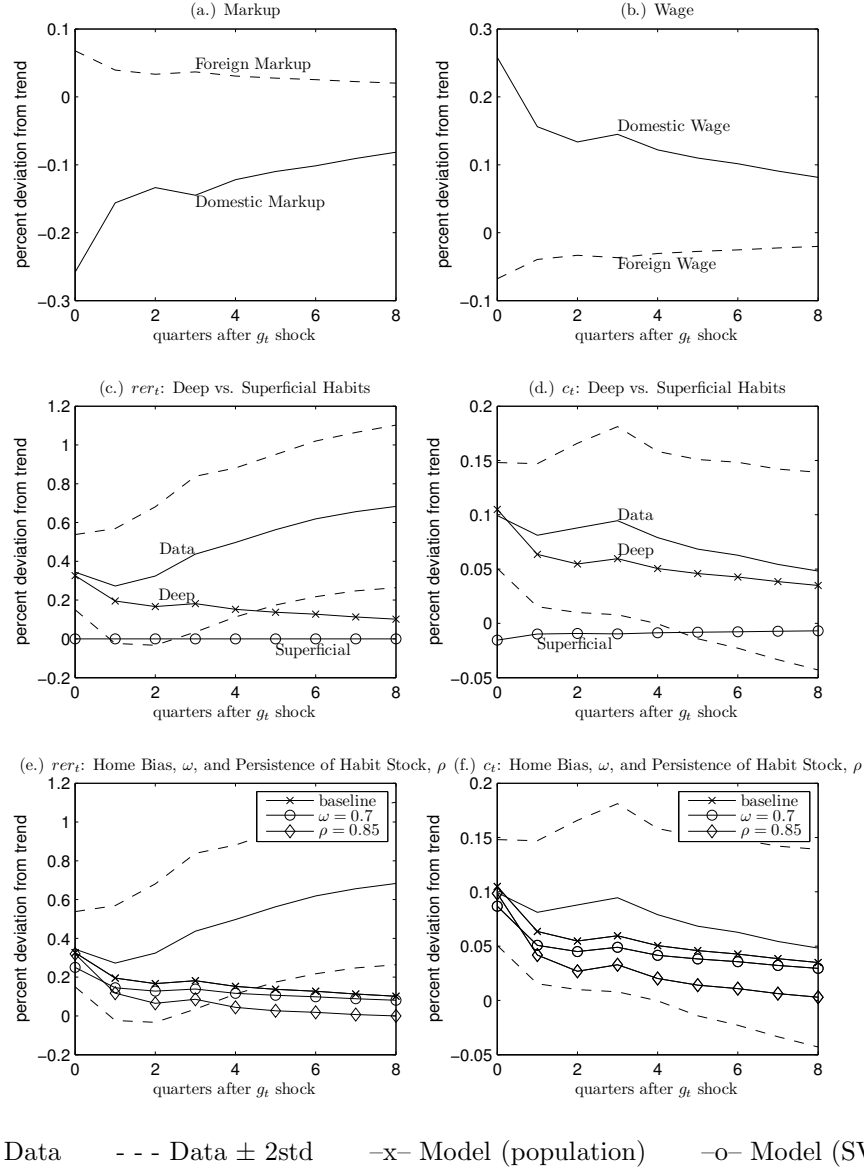 (a.) Markup
percent deviation from trend
0.1
0
−0.1
−0.2
−0.3
Foreign Markup
Domestic Markup
0 2 4 6 8
quarters after g_t shock
(b.) Wage
percent deviation from trend
0.3
0.2
0.1
0
−0.1
Domestic Wage
Foreign Wage
0 2 4 6 8
quarters after g_t shock
(c.) rer_t: Deep vs. Superficial Habits
percent deviation from trend
1.2
1
0.8
0.6
0.4
0.2
0
−0.2
Data
Deep
Superficial
0 2 4 6 8
quarters after g_t shock
(d.) c_t: Deep vs. Superficial Habits
percent deviation from trend
0.2
0.15
0.1
0.05
0
−0.05
Data
Deep
Superficial
0 2 4 6 8
quarters after g_t shock
(e.) rer_t: Home Bias, ω, and Persistence of Habit Stock, ρ
percent deviation from trend
1.2
1
0.8
0.6
0.4
0.2
0
−0.2
baseline
ω = 0.7
ρ = 0.85
0 2 4 6 8
quarters after g_t shock
(f.) c_t: Home Bias, ω, and Persistence of Habit Stock, ρ
percent deviation from trend
0.2
0.15
0.1
0.05
0
−0.05
baseline
ω = 0.7
ρ = 0.85
0 2 4 6 8
quarters after g_t shock
Data - - - Data ± 2std –x– Model (population) –o– Model (SV